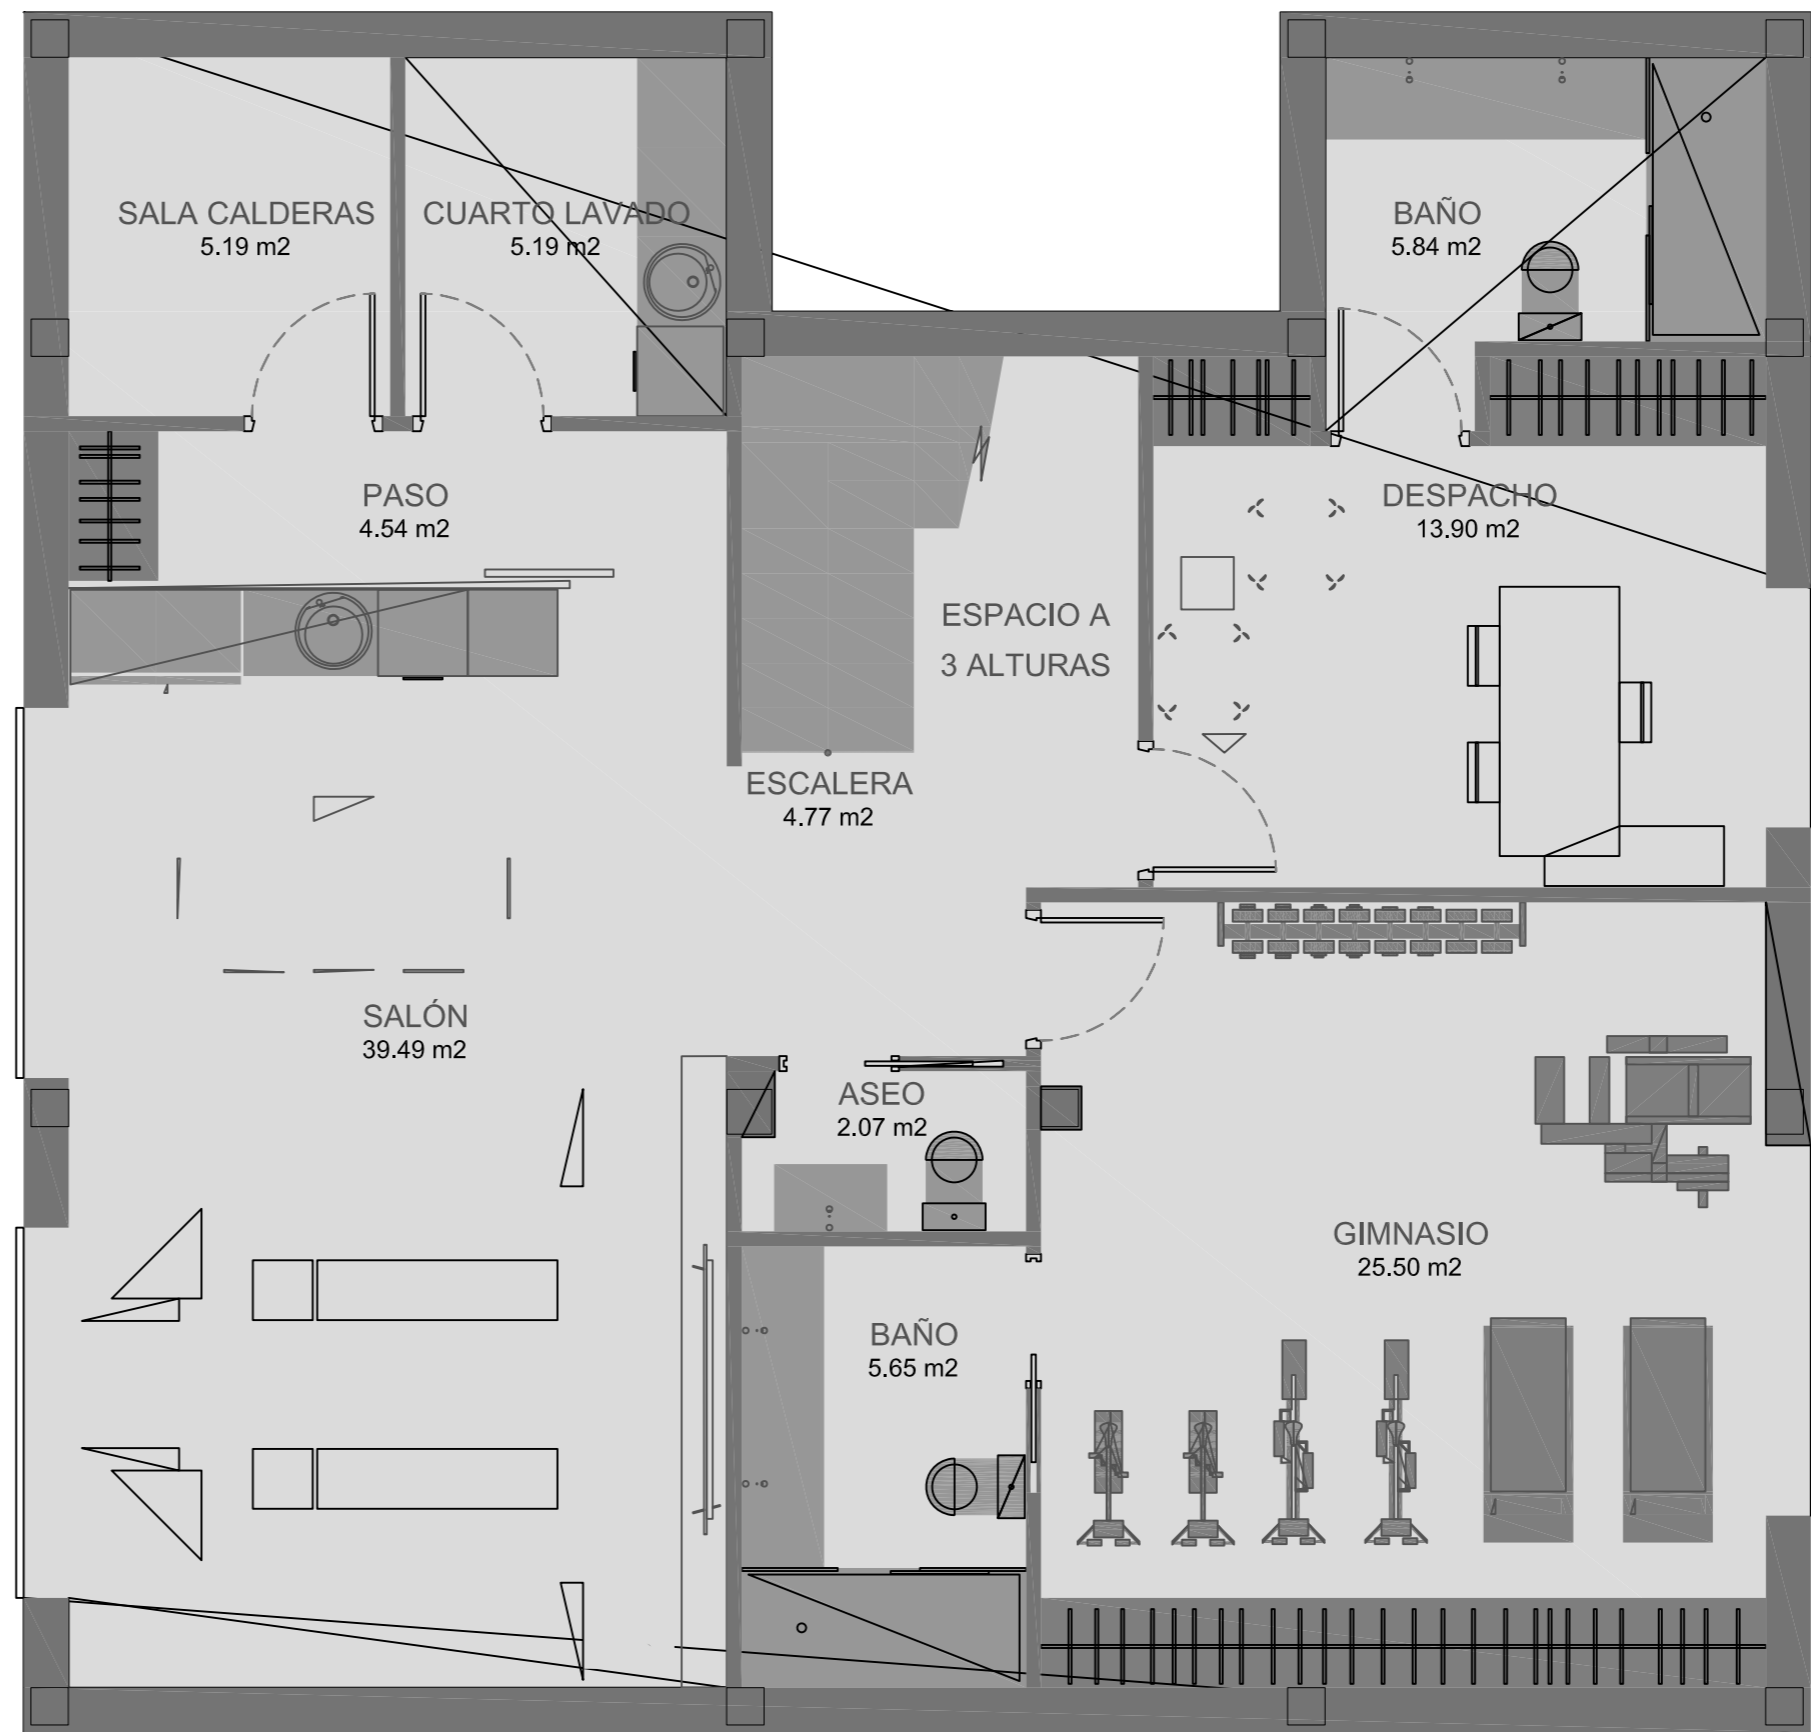 SALA CALDERAS
5.19 m2
CUARTO LAVADO
5.19 m2
BAÑO
5.84 m2
PASO
4.54 m2
DESPACHO
13.90 m2
ESPACIO A
3 ALTURAS
ESCALERA
4.77 m2
SALÓN
39.49 m2
ASEO
2.07 m2
GIMNASIO
25.50 m2
BAÑO
5.65 m2